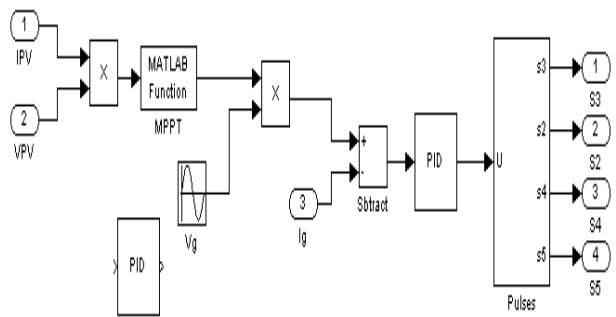 1
IPV
2
VPV
X
MATLAB
Function
MPPT
X
Vg
PID
3
Ig
+
-
Sbtract
PID
U
s3
s2
s4
s5
Pulses
1
S3
2
S2
3
S4
4
S5